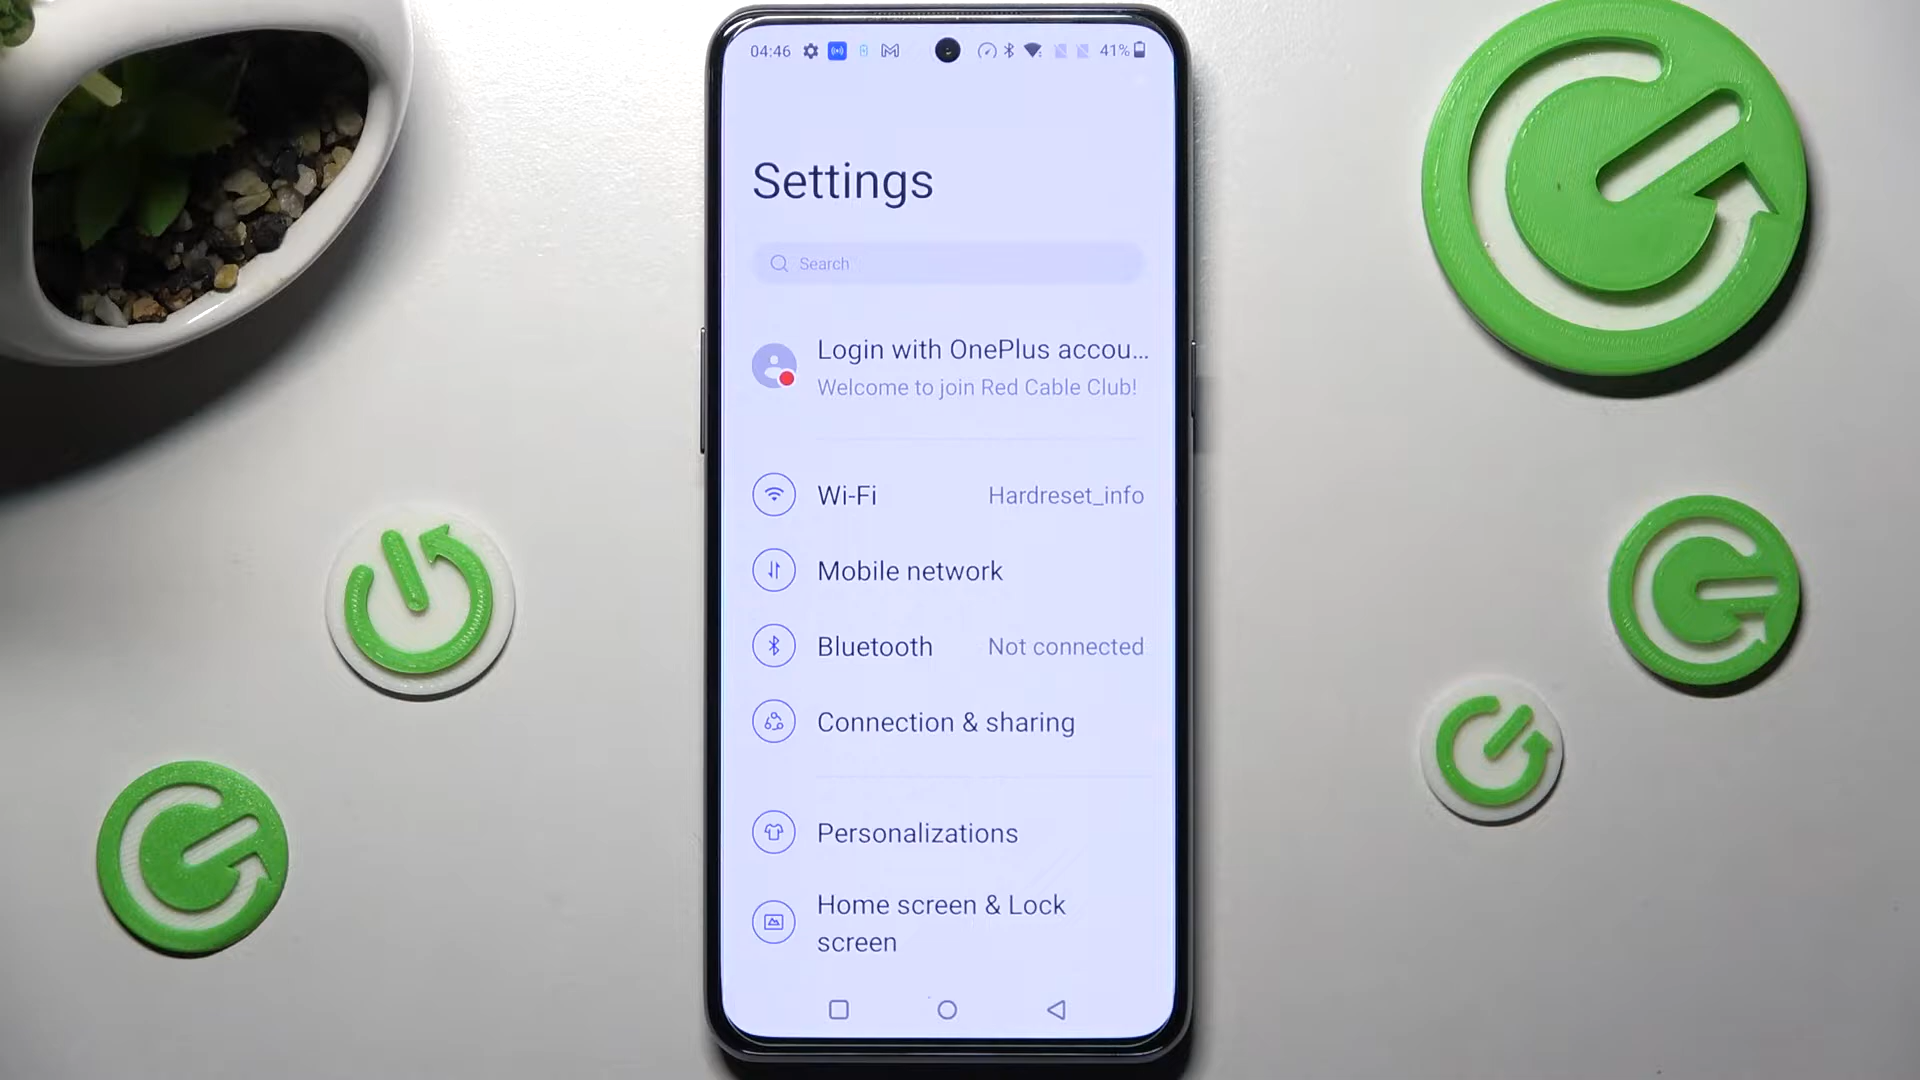 04:46 41%
Settings
Search
Login with OnePlus accou...
Welcome to join Red Cable Club!
Wi-Fi Hardreset_info
Mobile network
Bluetooth Not connected
Connection & sharing
Personalizations
Home screen & Lock
screen